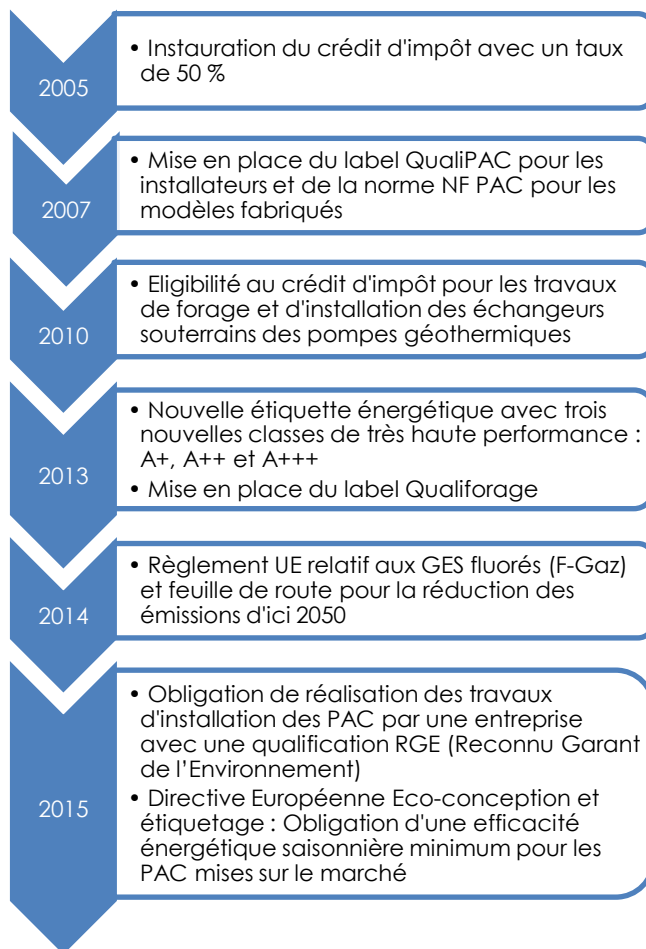 2005
• Instauration du crédit d'impôt avec un taux
de 50 %
2007
• Mise en place du label QualiPAC pour les
installateurs et de la norme NF PAC pour les
modèles fabriqués
2010
• Eligibilité au crédit d'impôt pour les travaux
de forage et d'installation des échangeurs
souterrains des pompes géothermiques
2013
• Nouvelle étiquette énergétique avec trois
nouvelles classes de très haute performance :
A+, A++ et A+++
• Mise en place du label Qualiforage
2014
• Règlement UE relatif aux GES fluorés (F-Gaz)
et feuille de route pour la réduction des
émissions d'ici 2050
2015
• Obligation de réalisation des travaux
d'installation des PAC par une entreprise
avec une qualification RGE (Reconnu Garant
de l’Environnement)
• Directive Européenne Eco-conception et
étiquetage : Obligation d'une efficacité
énergétique saisonnière minimum pour les
PAC mises sur le marché